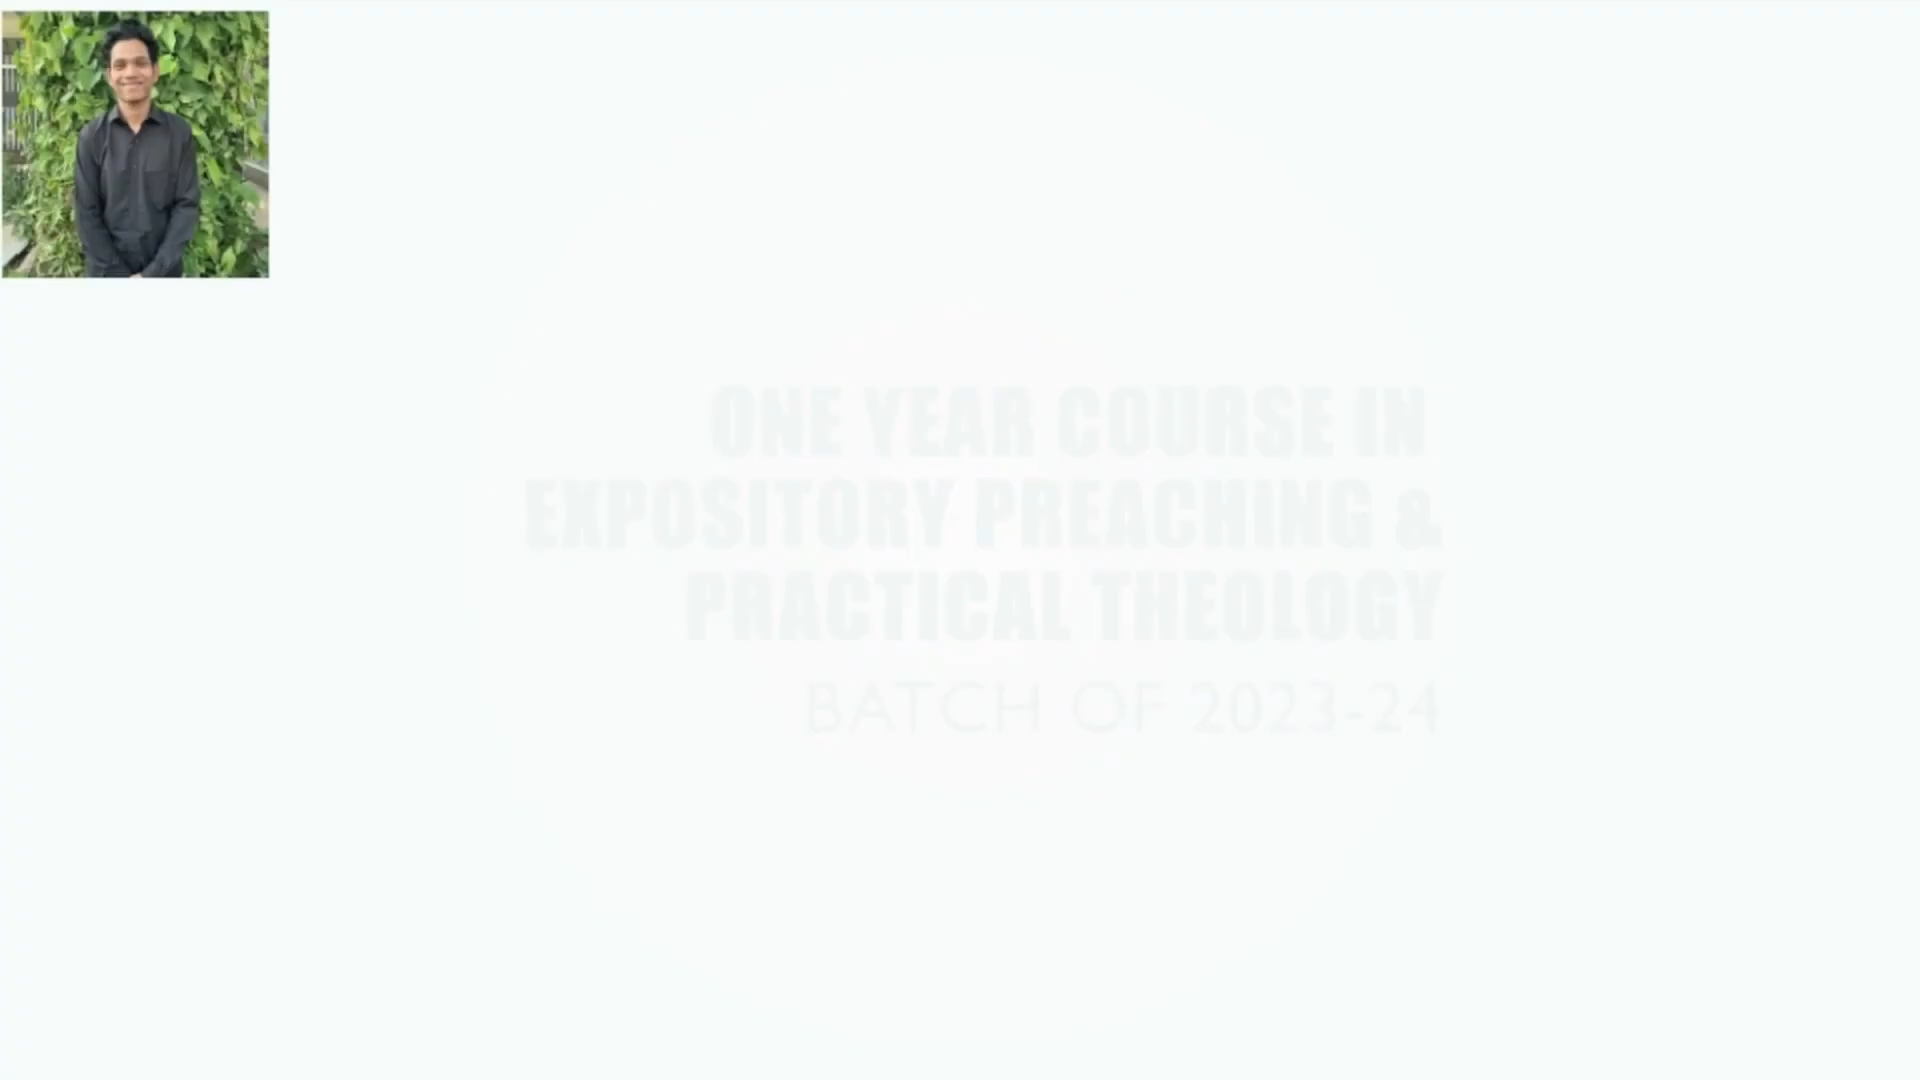 ONE YEAR COURSE IN
EXPOSITORY PREACHING &
PRACTICAL THEOLOGY
BATCH OF 2023-24